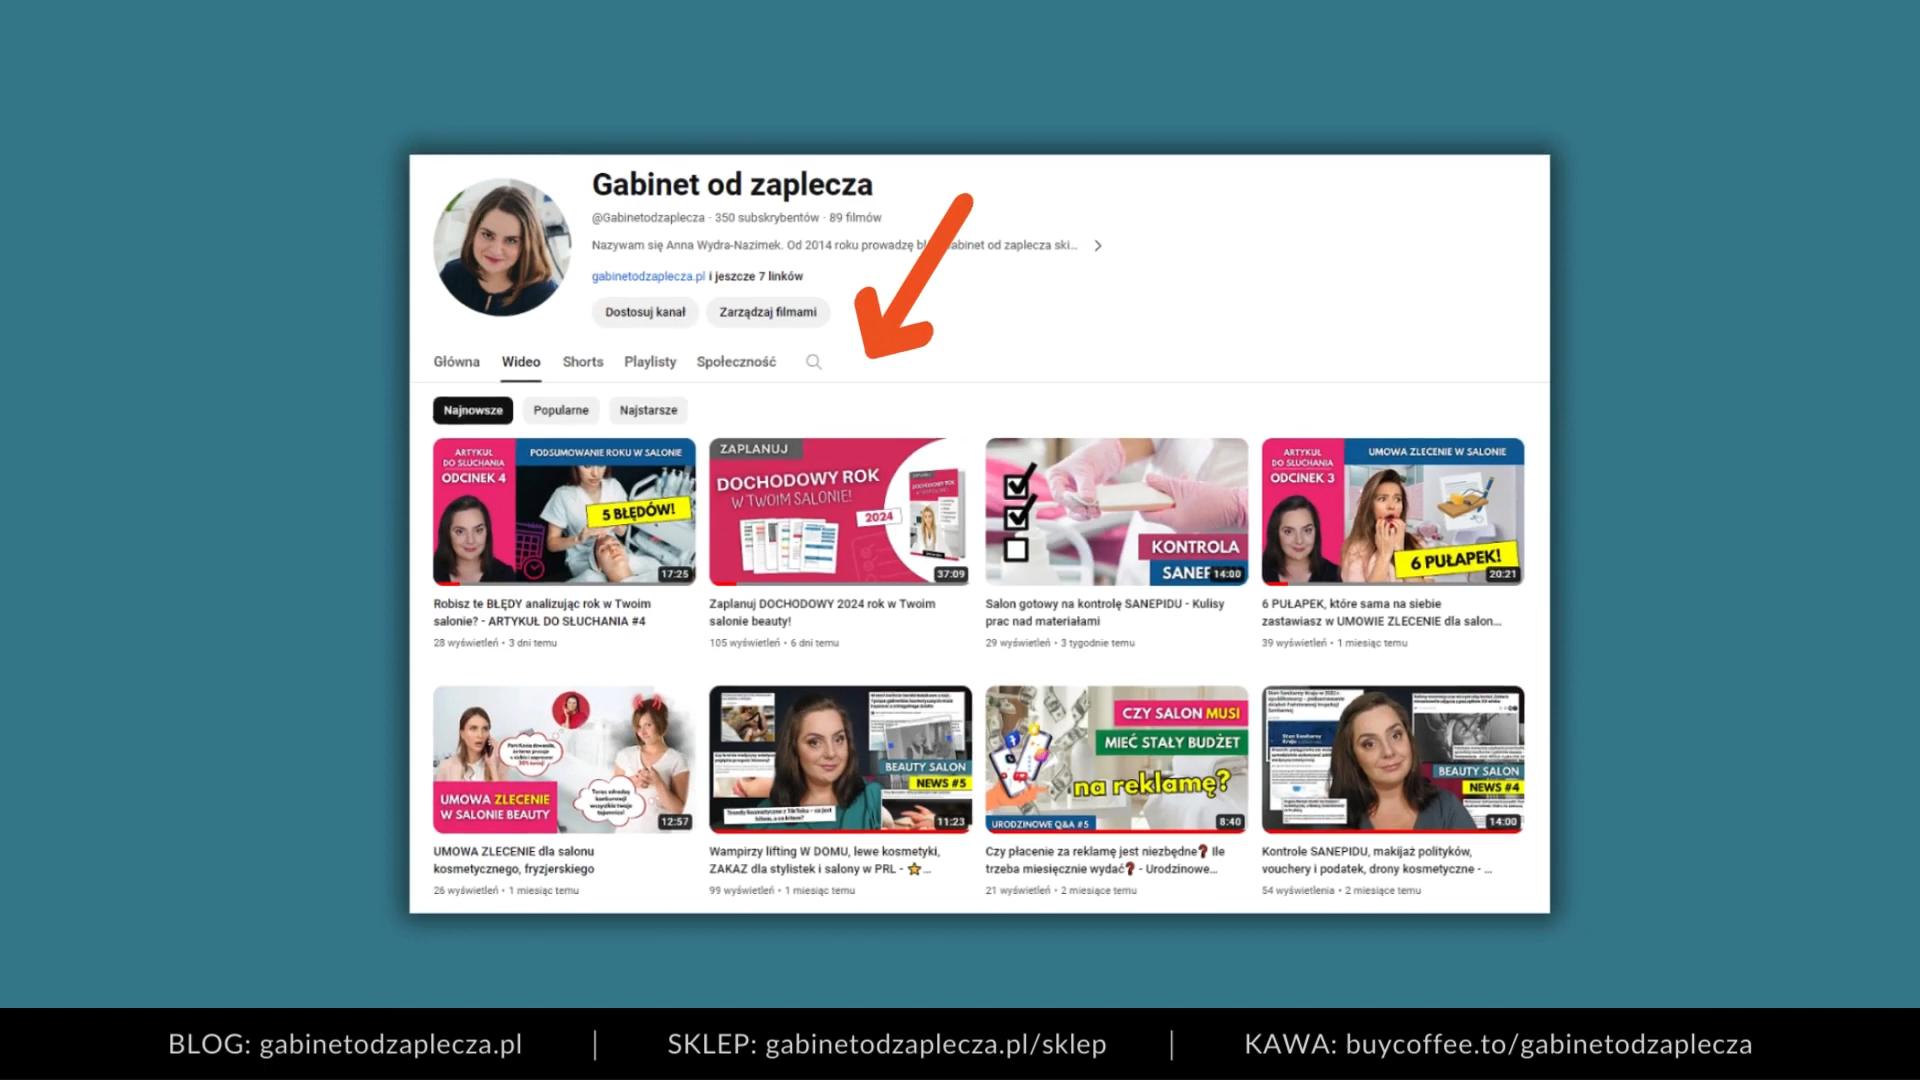 Gabinet od zaplecza
@Gabinetodzaplecza · 350 subskrybentów · 89 filmów
Nazywam się Anna Wydra-Nazimek. Od 2014 roku prowadzę abinet od zaplecza ski...
gabinetodzaplecza.pl i jeszcze 7 linków
Dostosuj kanał Zarządzaj filmami
Główna Wideo Shorts Playlisty Społeczność
Najnowsze Popularne Najstarsze
ARTYKUŁ
DO SŁUCHANIA
ODCINEK 4
PODSUMOWANIE ROKU W SALONIE
5 BŁĘDÓW!
17:25
ZAPLANUJ
DOCHODOWY ROK
W TWOIM SALONIE!
2024
37:09
KONTROLA
SANEP
14:00
ARTYKUŁ
DO SŁUCHANIA
ODCINEK 3
UMOWA ZLECENIE W SALONIE
6 PUŁAPEK!
20:21
Robisz te BŁĘDY analizując rok w Twoim
salonie? - ARTYKUŁ DO SŁUCHANIA #4
28 wyświetleń • 3 dni temu
Zaplanuj DOCHODOWY 2024 rok w Twoim
salonie beauty!
105 wyświetleń • 6 dni temu
Salon gotowy na kontrolę SANEPIDU - Kulisy
prac nad materiałami
29 wyświetleń • 3 tygodnie temu
6 PUŁAPEK, które sama na siebie
zastawiasz w UMOWIE ZLECENIE dla salon...
39 wyświetleń • 1 miesiąc temu
UMOWA ZLECENIE
W SALONIE BEAUTY
12:57
BEAUTY SALON
NEWS #5
11:23
CZY SALON MUSI
MIEĆ STAŁY BUDŻET
na reklamę?
URODZINOWE Q&A #5
8:40
BEAUTY SALON
NEWS #4
14:00
UMOWA ZLECENIE dla salonu
kosmetycznego, fryzjerskiego
26 wyświetleń • 1 miesiąc temu
Wampirzy lifting W DOMU, lewe kosmetyki,
ZAKAZ dla stylistek i salony w PRL - ⭐...
99 wyświetleń • 1 miesiąc temu
Czy płacenie za reklamę jest niezbędne❓ Ile
trzeba miesięcznie wydać❓ - Urodzinowe...
21 wyświetleń • 2 miesiące temu
Kontrole SANEPIDU, makijaż polityków,
vouchery i podatek, drony kosmetyczne - ...
54 wyświetlenia • 2 miesiące temu
BLOG: gabinetodzaplecza.pl | SKLEP: gabinetodzaplecza.pl/sklep | KAWA: buycoffee.to/gabinetodzaplecza